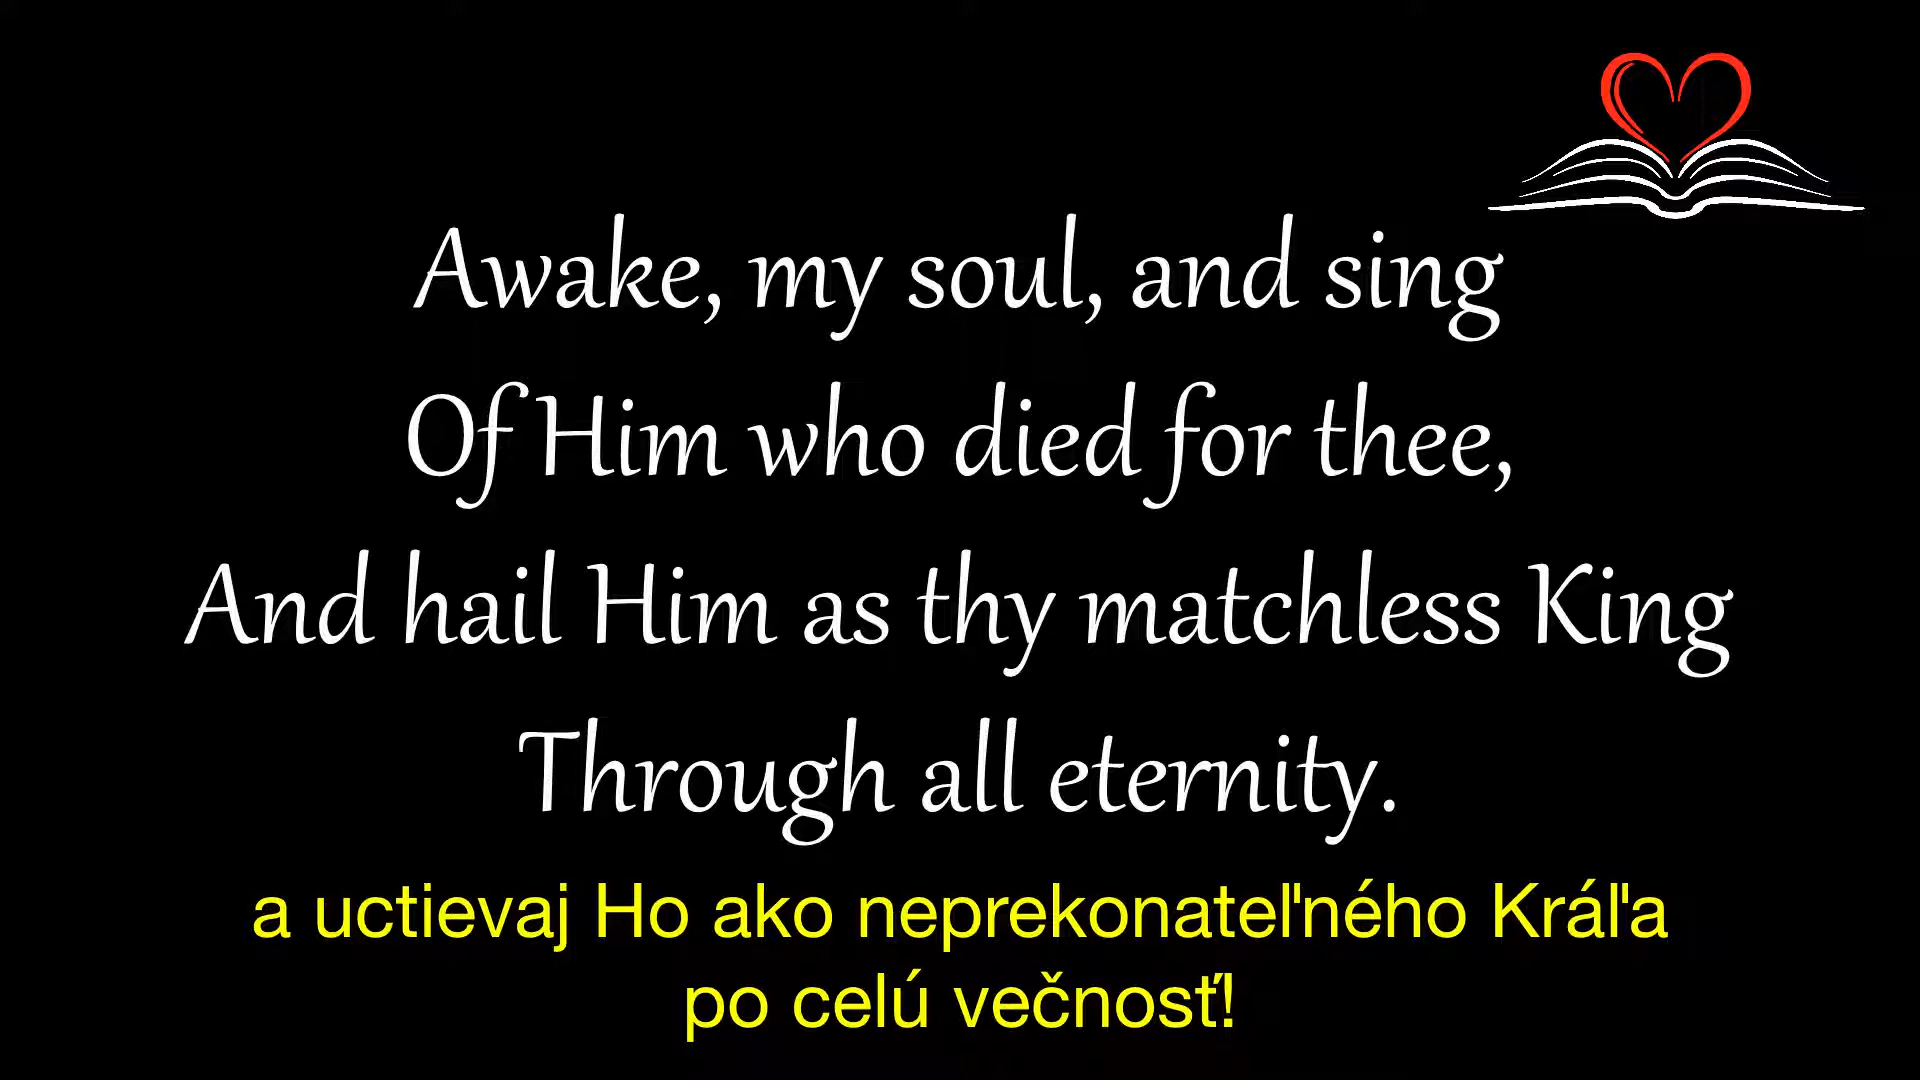 Awake, my soul, and sing
Of Him who died for thee,
And hail Him as thy matchless King
Through all eternity.
a uctievaj Ho ako neprekonateľného Kráľa
po celú večnosť!